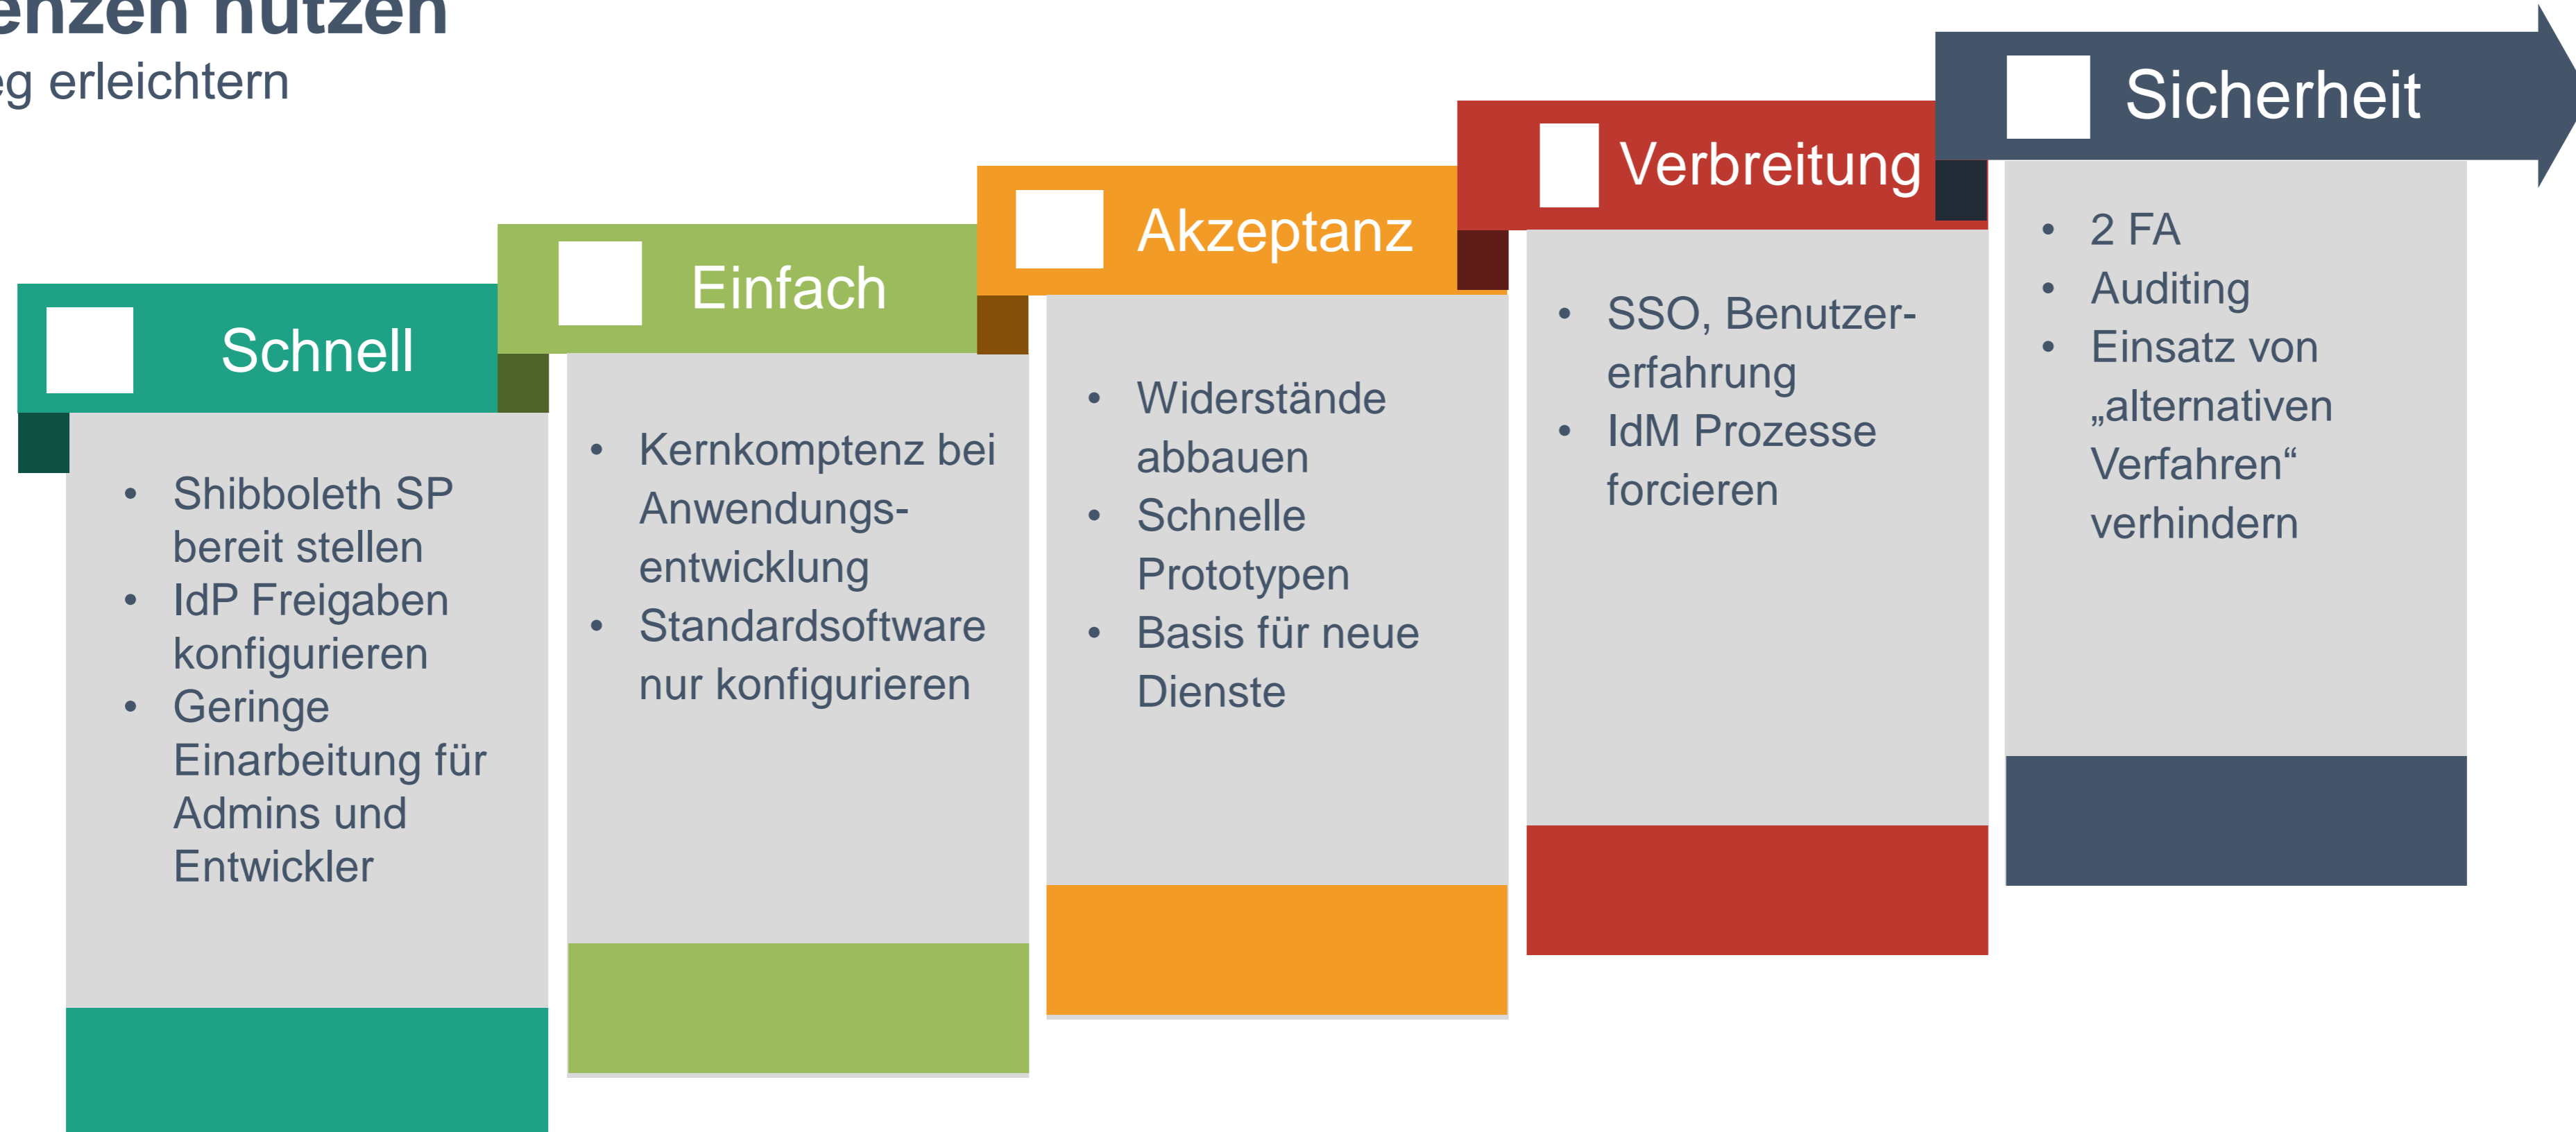 enzen nutzen
eg erleichtern
Schnell
Shibboleth SP
bereit stellen
IdP Freigaben
konfigurieren
Geringe
Einarbeitung für
Admins und
Entwickler
Einfach
Kernkomptenz bei
Anwendungs-
entwicklung
Standardsoftware
nur konfigurieren
Akzeptanz
Widerstände
abbauen
Schnelle
Prototypen
Basis für neue
Dienste
Verbreitung
SSO, Benutzer-
erfahrung
IdM Prozesse
forcieren
Sicherheit
2 FA
Auditing
Einsatz von
„alternativen
Verfahren“
verhindern